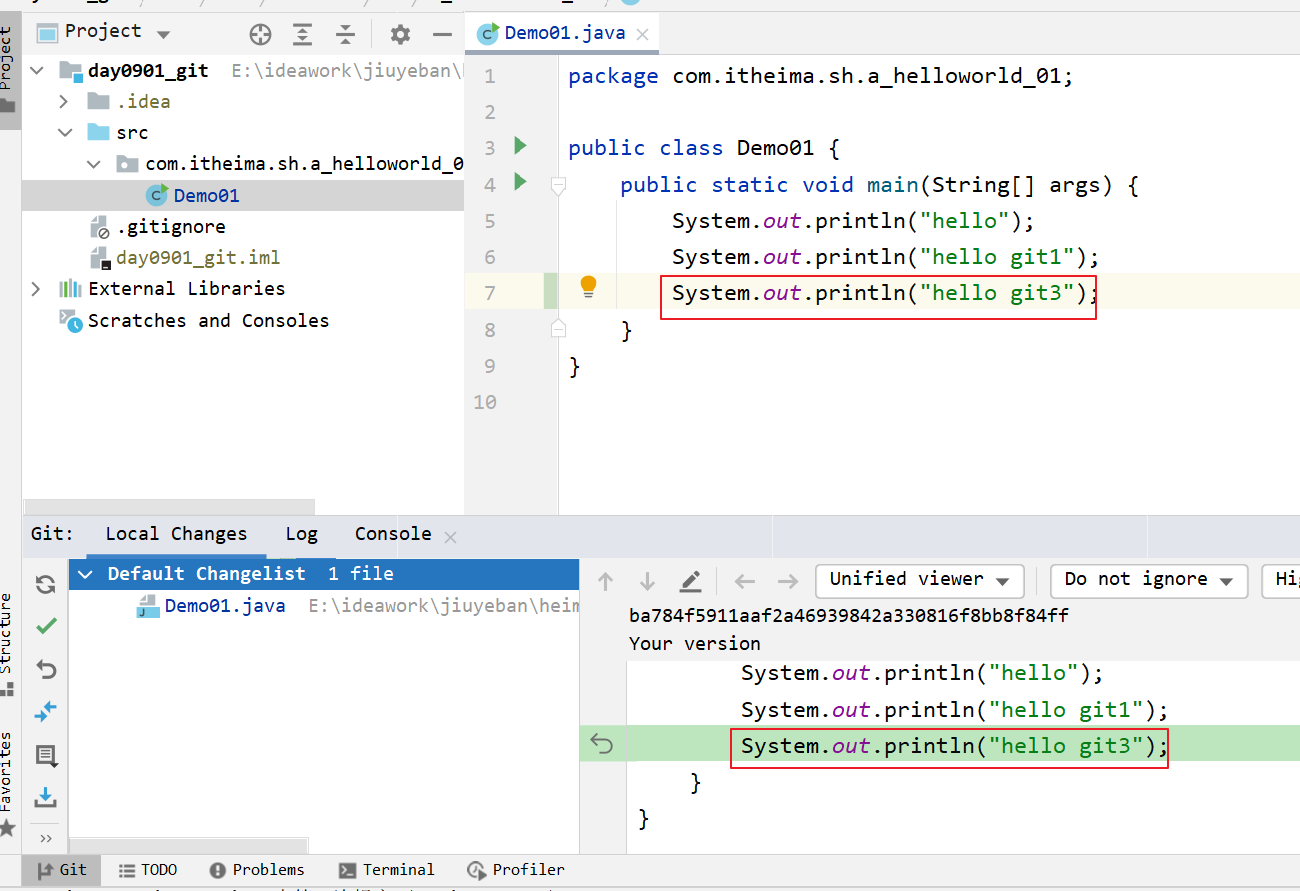 Project
Project
day0901_git E:\ideawork\jiuyeban\
.idea
src
com.itheima.sh.a_helloworld_0
Demo01
.gitignore
day0901_git.iml
External Libraries
Scratches and Consoles
Demo01.java
1 package com.itheima.sh.a_helloworld_01;
2
3 public class Demo01 {
4 public static void main(String[] args) {
5 System.out.println("hello");
6 System.out.println("hello git1");
7 System.out.println("hello git3");
8 }
9 }
10
Git: Local Changes Log Console
Default Changelist 1 file
Demo01.java E:\ideawork\jiuyeban\heim
Unified viewer Do not ignore Hi
ba784f5911aaf2a46939842a330816f8bb8f84ff
Your version
System.out.println("hello");
System.out.println("hello git1");
System.out.println("hello git3");
}
}
Structure
Favorites
Git TODO Problems Terminal Profiler